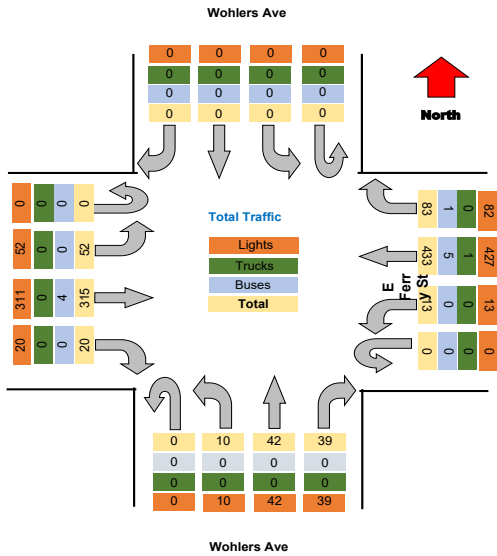 Wohlers Ave
0 0 0 0
0 0 0 0
0 0 0 0
0 0 0 0
North
0 0 0 0
52 0 0 52
311 0 4 315
20 0 0 20
Total Traffic
Lights
Trucks
Buses
Total
83 1 0 82
433 5 1 427
13 0 0 13
0 0 0 0
E
Ferr
y St
0 10 42 39
0 0 0 0
0 0 0 0
0 10 42 39
Wohlers Ave